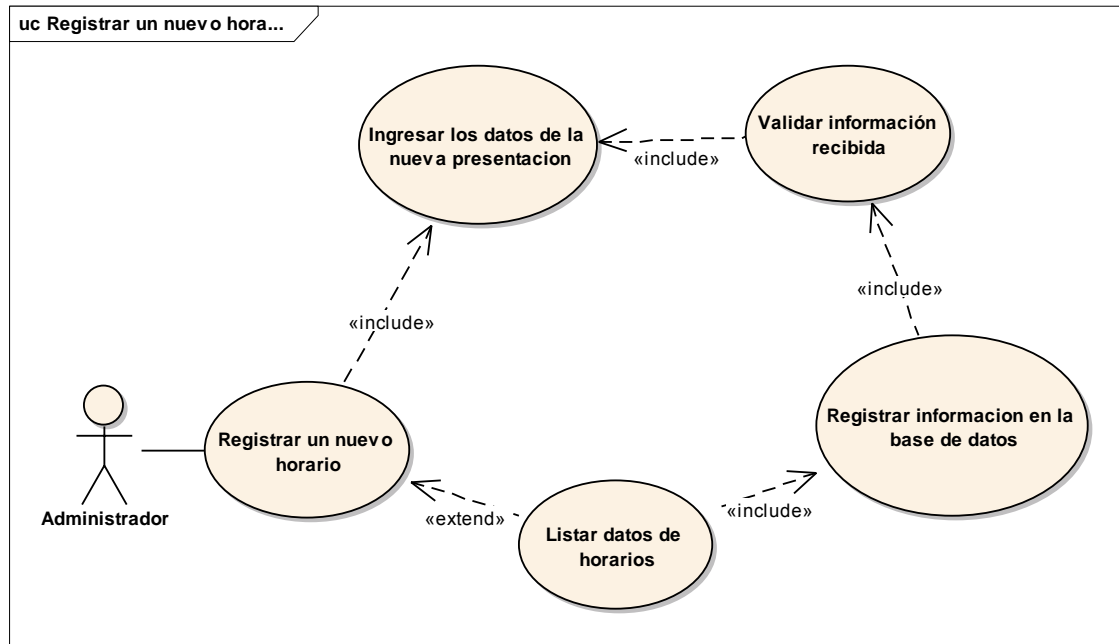 uc Registrar un nuevo hora...
Ingresar los datos de la
nueva presentacion
Validar información
recibida
«include»
«include»
«include»
Registrar un nuevo
horario
Registrar informacion en la
base de datos
Administrador
«extend»
«include»
Listar datos de
horarios